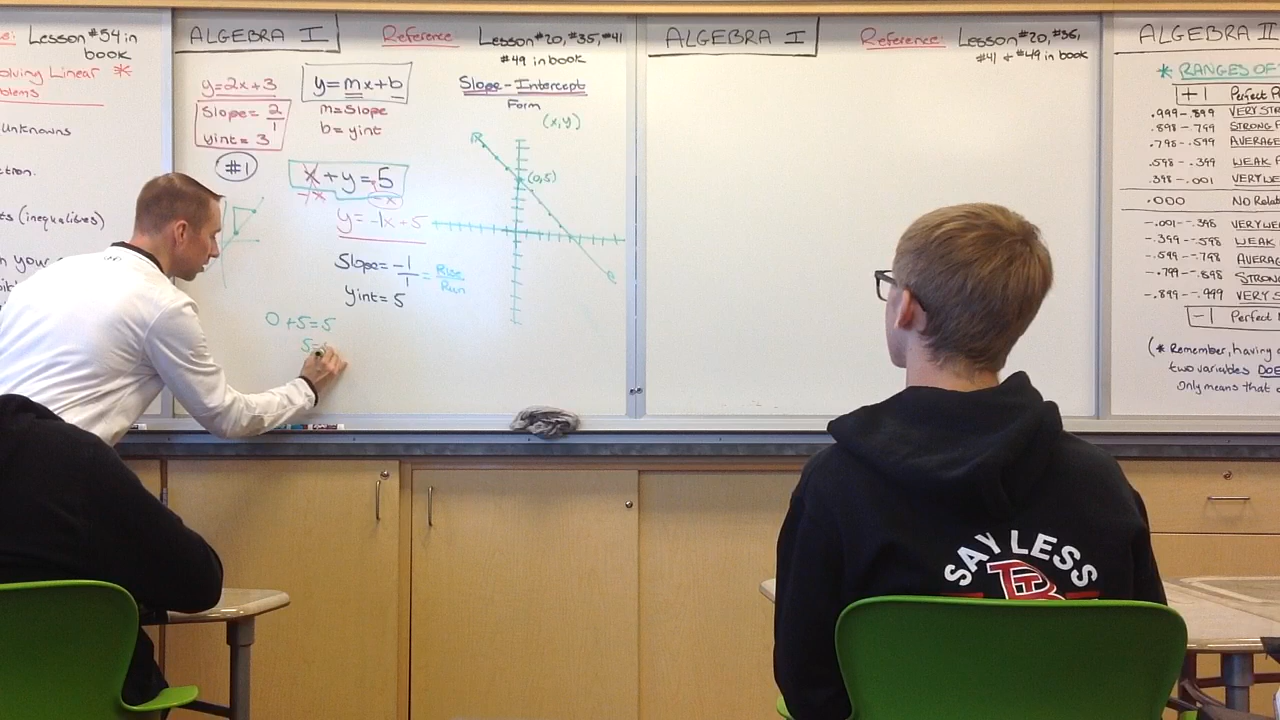 Lesson #54 in
book
olving Linear *
blems
unknowns
tion.
ts (inequalities)
n your
ALGEBRA I
Reference:
Lesson #20, #35, #41
#49 in book
y=2x+3
Slope= 2/1
yint= 3
y=mx+b
m=Slope
b= yint
Slope-Intercept
Form
(x,y)
#1
x+y=5
-x -x
y=-1x+5
Slope= -1/1 = Rise/Run
yint= 5
0+5=5
5=
(0,5)
ALGEBRA I
Reference:
Lesson #20, #36,
#41 + #49 in book
ALGEBRA II
* RANGES OF
+1 Perfect P
.999-.899 VERY STR
.898-.799 STRONG
.798-.599 AVERAGE
.598-.399 WEAK
.398-.001 VERY WE
.000 NO Rela
-.001--.398 VERY WE
-.399--.598 WEAK
-.599--.798 AVERAG
-.799--.898 STRON
-.899--.999 VERY S
-1 Perfect
(* Remember, having
two variables DOE
Only means that
SAY LESS